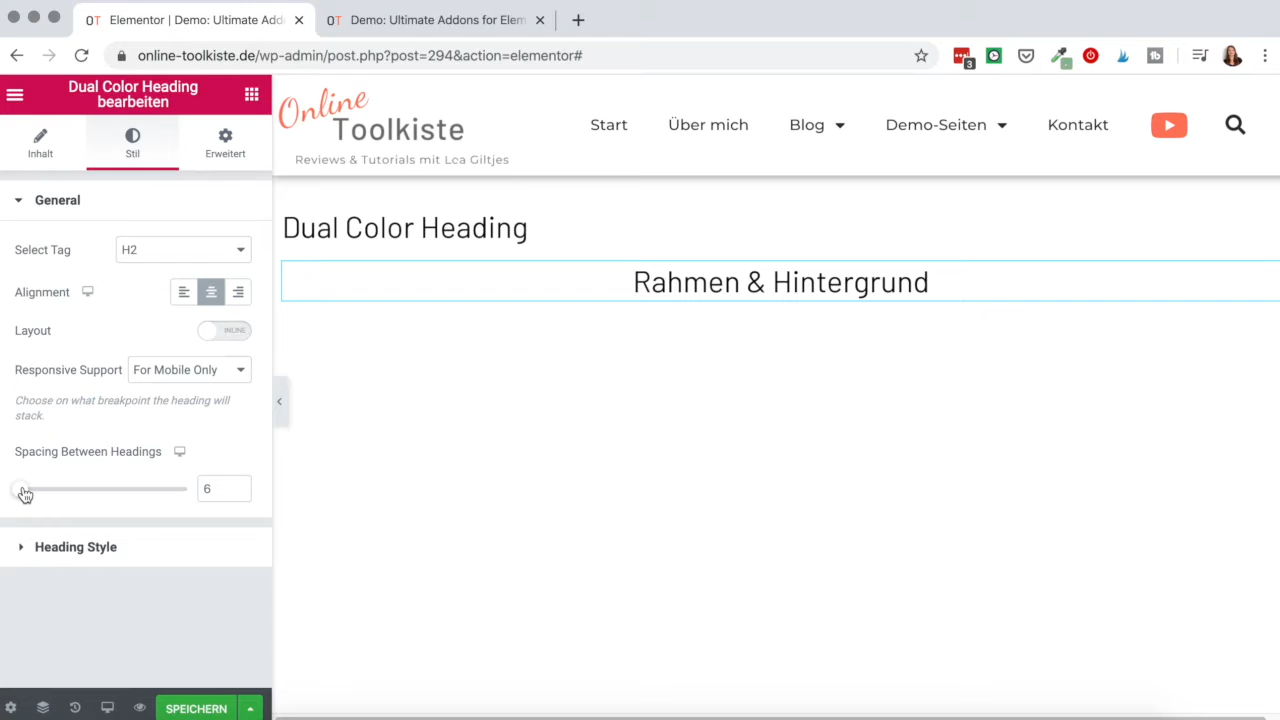 Elementor | Demo: Ultimate Add
Demo: Ultimate Addons for Elem
online-toolkiste.de/wp-admin/post.php?post=294&action=elementor#
3
Dual Color Heading
bearbeiten
Inhalt
Stil
Erweitert
General
Select Tag
H2
Alignment
Layout
INLINE
Responsive Support
For Mobile Only
Choose on what breakpoint the heading will
stack.
Spacing Between Headings
6
Heading Style
SPEICHERN
Online
Toolkiste
Reviews & Tutorials mit Lca Giltjes
Start
Über mich
Blog
Demo-Seiten
Kontakt
Dual Color Heading
Rahmen & Hintergrund